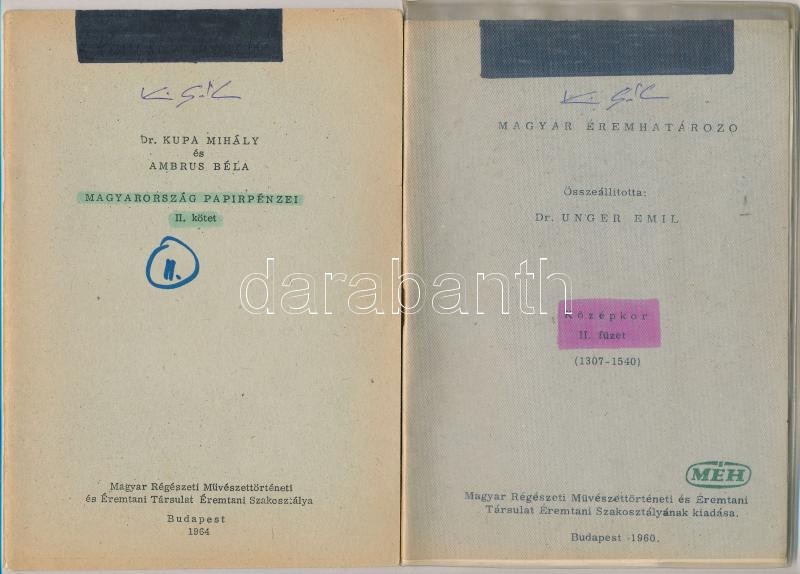 Dr. KUPA MIHÁLY
és
AMBRUS BÉLA
MAGYARORSZÁG PAPIRPÉNZEI
II. kötet
II.
Magyar Régészeti Művészettörténeti
és Éremtani Társulat Éremtani Szakosztálya
Budapest
1964
MAGYAR ÉREMHATÁROZO
Összeállitotta:
Dr. UNGER EMIL
Középkor
II. füzet
(1307-1540)
MÉH
Magyar Régészeti Művészettörténeti és Éremtani
Társulat Éremtani Szakosztályának kiadása.
Budapest -1960.
darabanth